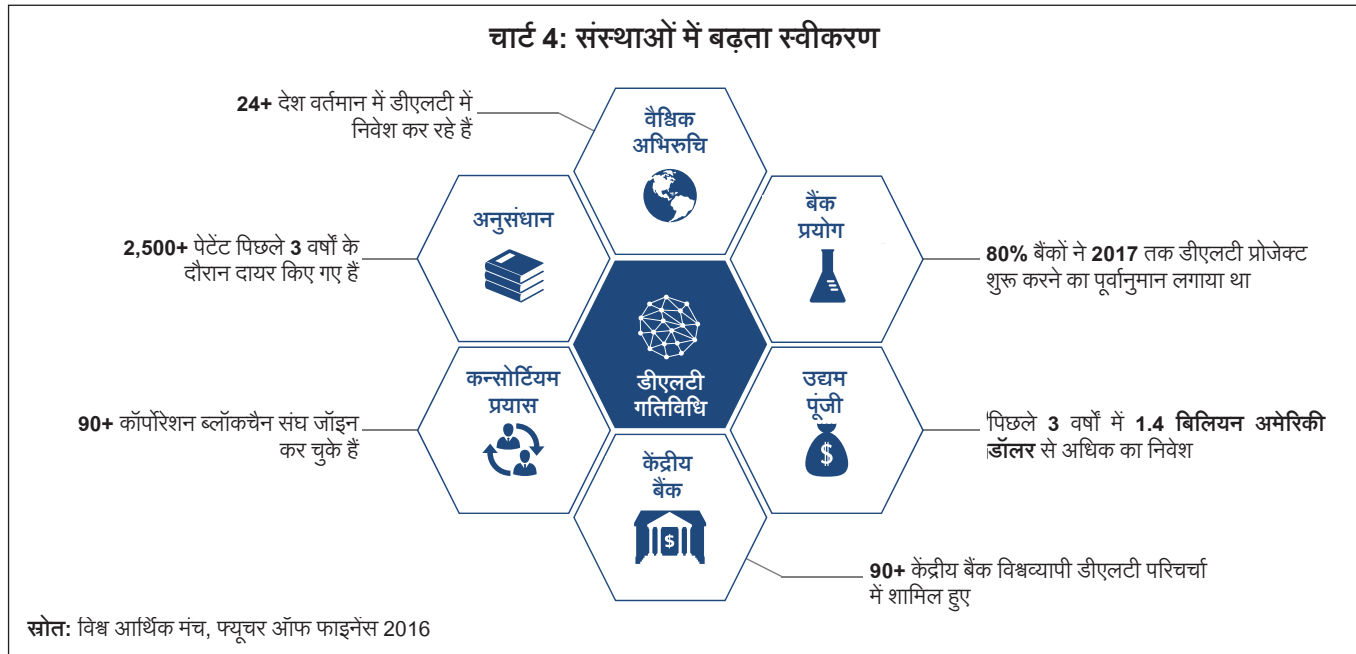 चार्ट 4: संस्थाओं में बढ़ता स्वीकरण
24+ देश वर्तमान में डीएलटी में
निवेश कर रहे हैं
वैश्विक
अभिरुचि
बैंक
प्रयोग
80% बैंकों ने 2017 तक डीएलटी प्रोजेक्ट
शुरू करने का पूर्वानुमान लगाया था
अनुसंधान
2,500+ पेटेंट पिछले 3 वर्षों के
दौरान दायर किए गए हैं
डीएलटी
गतिविधि
कन्सोर्टियम
प्रयास
90+ कॉर्पोरेशन ब्लॉकचैन संघ जॉइन
कर चुके हैं
उद्यम
पूंजी
$
पिछले 3 वर्षों में 1.4 बिलियन अमेरिकी
डॉलर से अधिक का निवेश
केंद्रीय
बैंक
$
90+ केंद्रीय बैंक विश्वव्यापी डीएलटी परिचर्चा
में शामिल हुए
स्रोत: विश्व आर्थिक मंच, फ्यूचर ऑफ फाइनेंस 2016